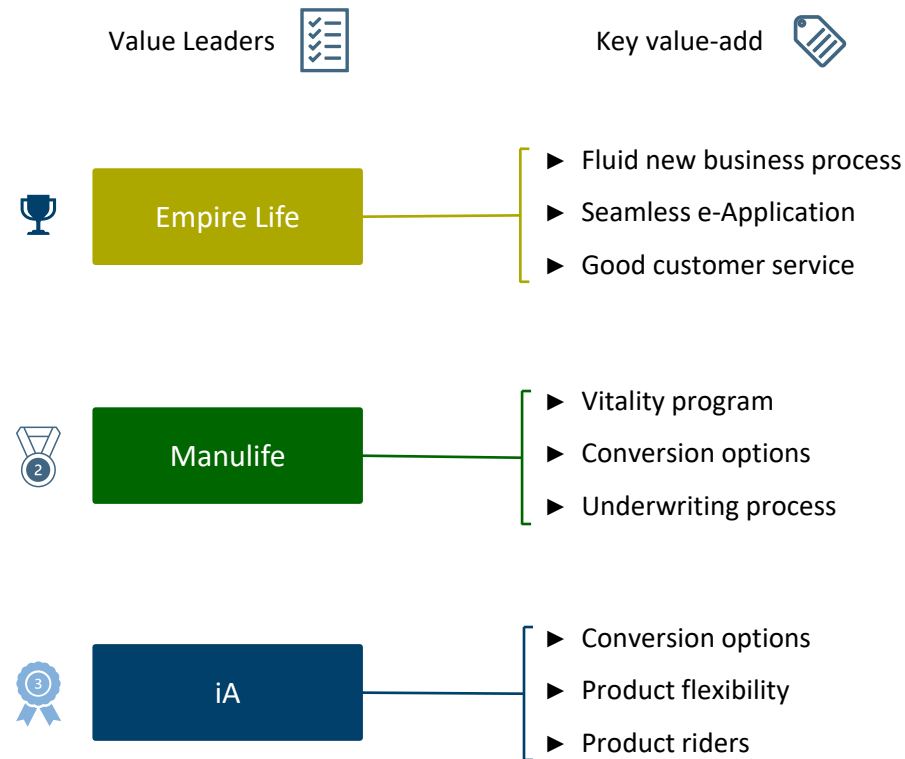 Value Leaders
Key value-add
Empire Life
► Fluid new business process
► Seamless e-Application
► Good customer service
2
Manulife
► Vitality program
► Conversion options
► Underwriting process
3
iA
► Conversion options
► Product flexibility
► Product riders